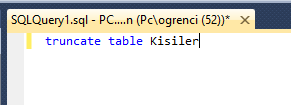 SQLQuery1.sql - PC....n (Pc\ogrenci (52))*
truncate table Kisiler